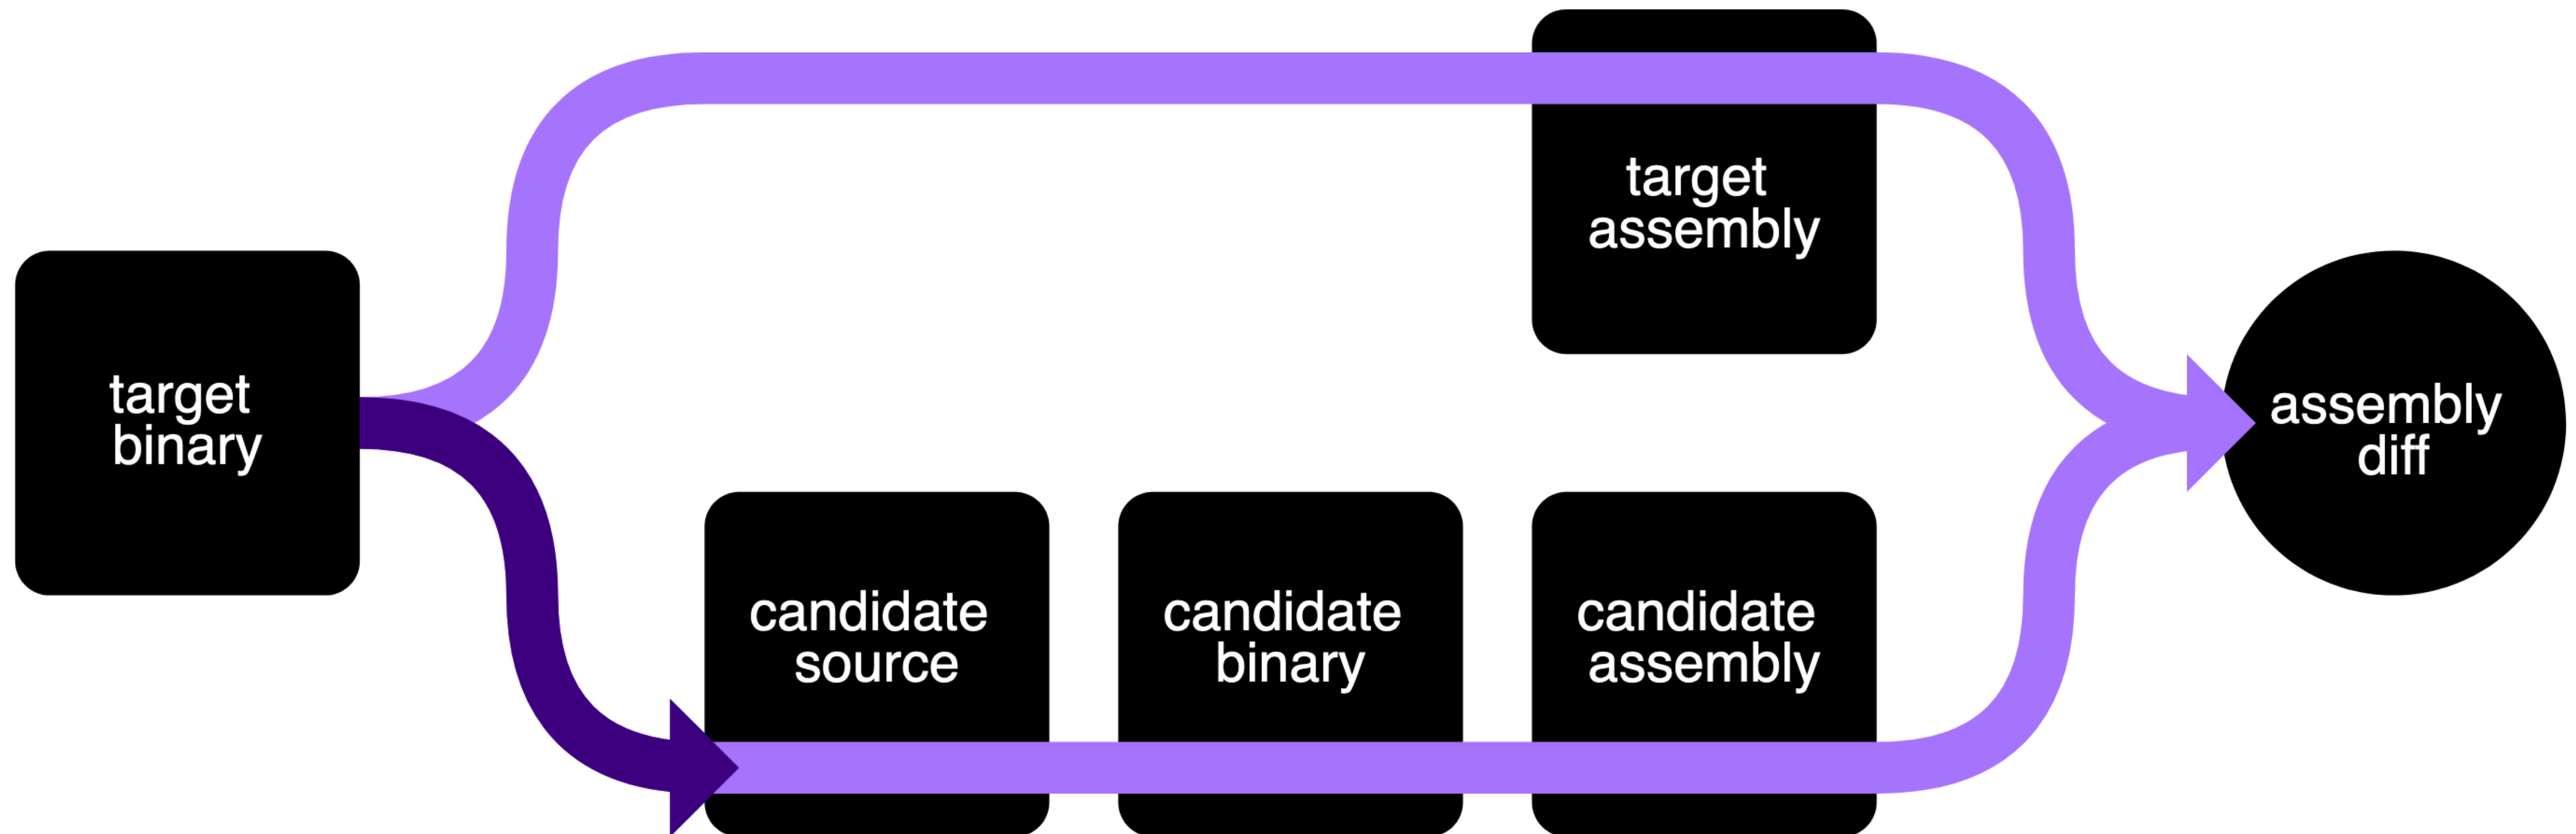 target
assembly
target
binary
assembly
diff
candidate
source
candidate
binary
candidate
assembly